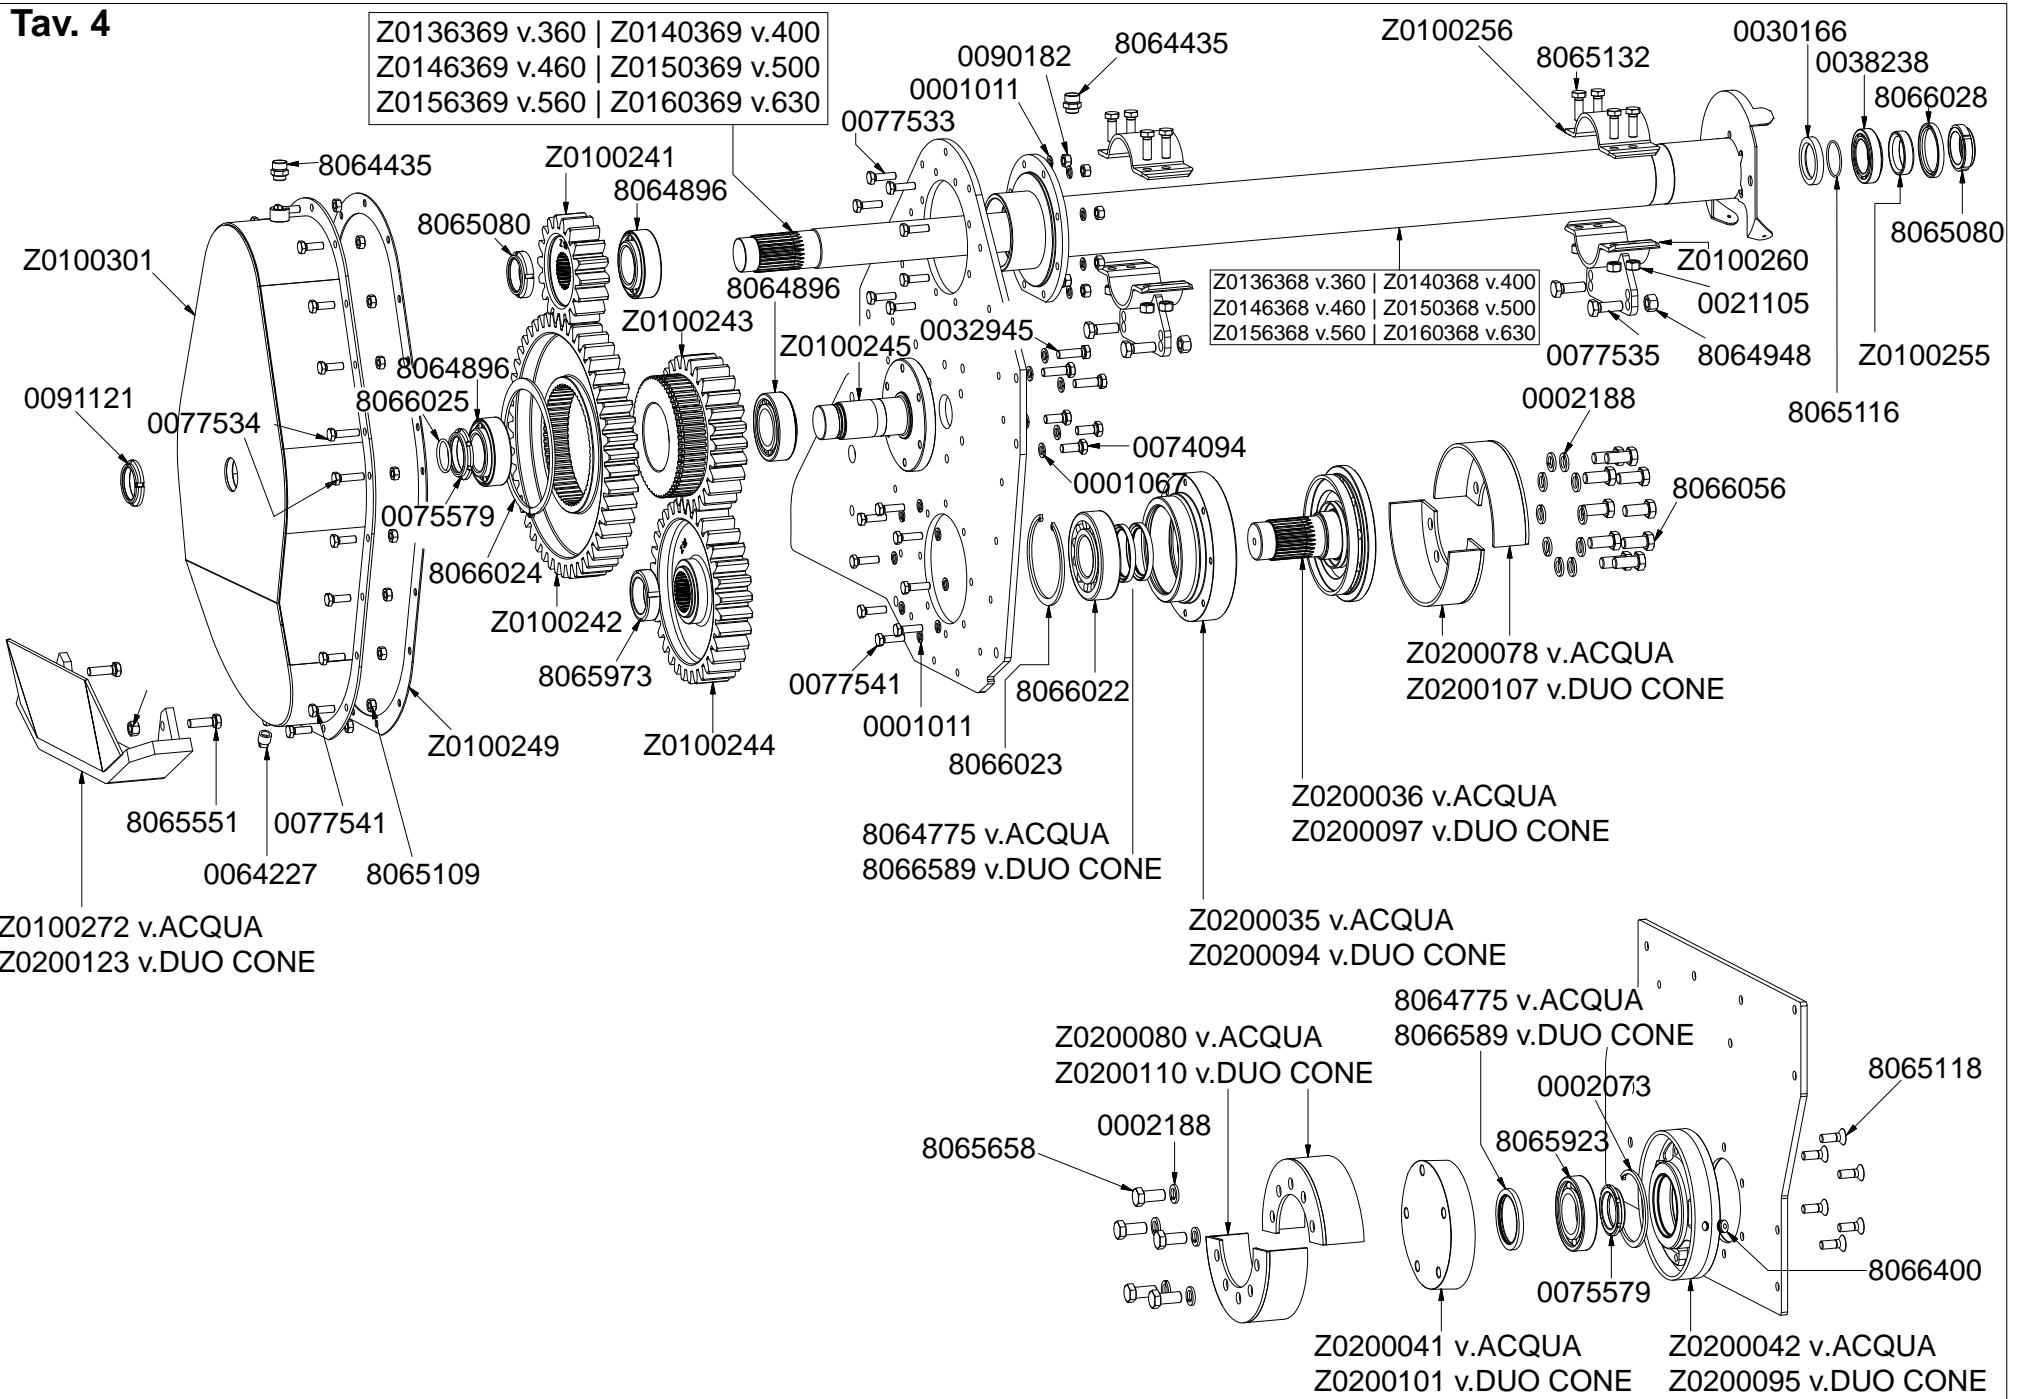 Tav. 4
Z0136369 v.360 | Z0140369 v.400
Z0146369 v.460 | Z0150369 v.500
Z0156369 v.560 | Z0160369 v.630
8064435
0090182
0001011
0077533
Z0100256
8065132
0030166
0038238
8066028
8065080
8064435
Z0100241
8064896
8065080
Z0100301
8064896
Z0100243
Z0100245
0032945
Z0136368 v.360 | Z0140368 v.400
Z0146368 v.460 | Z0150368 v.500
Z0156368 v.560 | Z0160368 v.630
Z0100260
0021105
0077535
8064948
Z0100255
8065116
0091121
0077534
8064896
8066025
0075579
8066024
Z0100242
8065973
Z0100244
Z0100249
0002188
0074094
8066056
0077541
0001011
8066022
8066023
Z0200078 v.ACQUA
Z0200107 v.DUO CONE
8065551
0077541
0064227
8065109
8064775 v.ACQUA
8066589 v.DUO CONE
Z0200036 v.ACQUA
Z0200097 v.DUO CONE
Z0100272 v.ACQUA
Z0200123 v.DUO CONE
Z0200035 v.ACQUA
Z0200094 v.DUO CONE
8064775 v.ACQUA
8066589 v.DUO CONE
Z0200080 v.ACQUA
Z0200110 v.DUO CONE
0002073
8065118
8065658
0002188
8065923
0075579
8066400
Z0200041 v.ACQUA
Z0200101 v.DUO CONE
Z0200042 v.ACQUA
Z0200095 v.DUO CONE